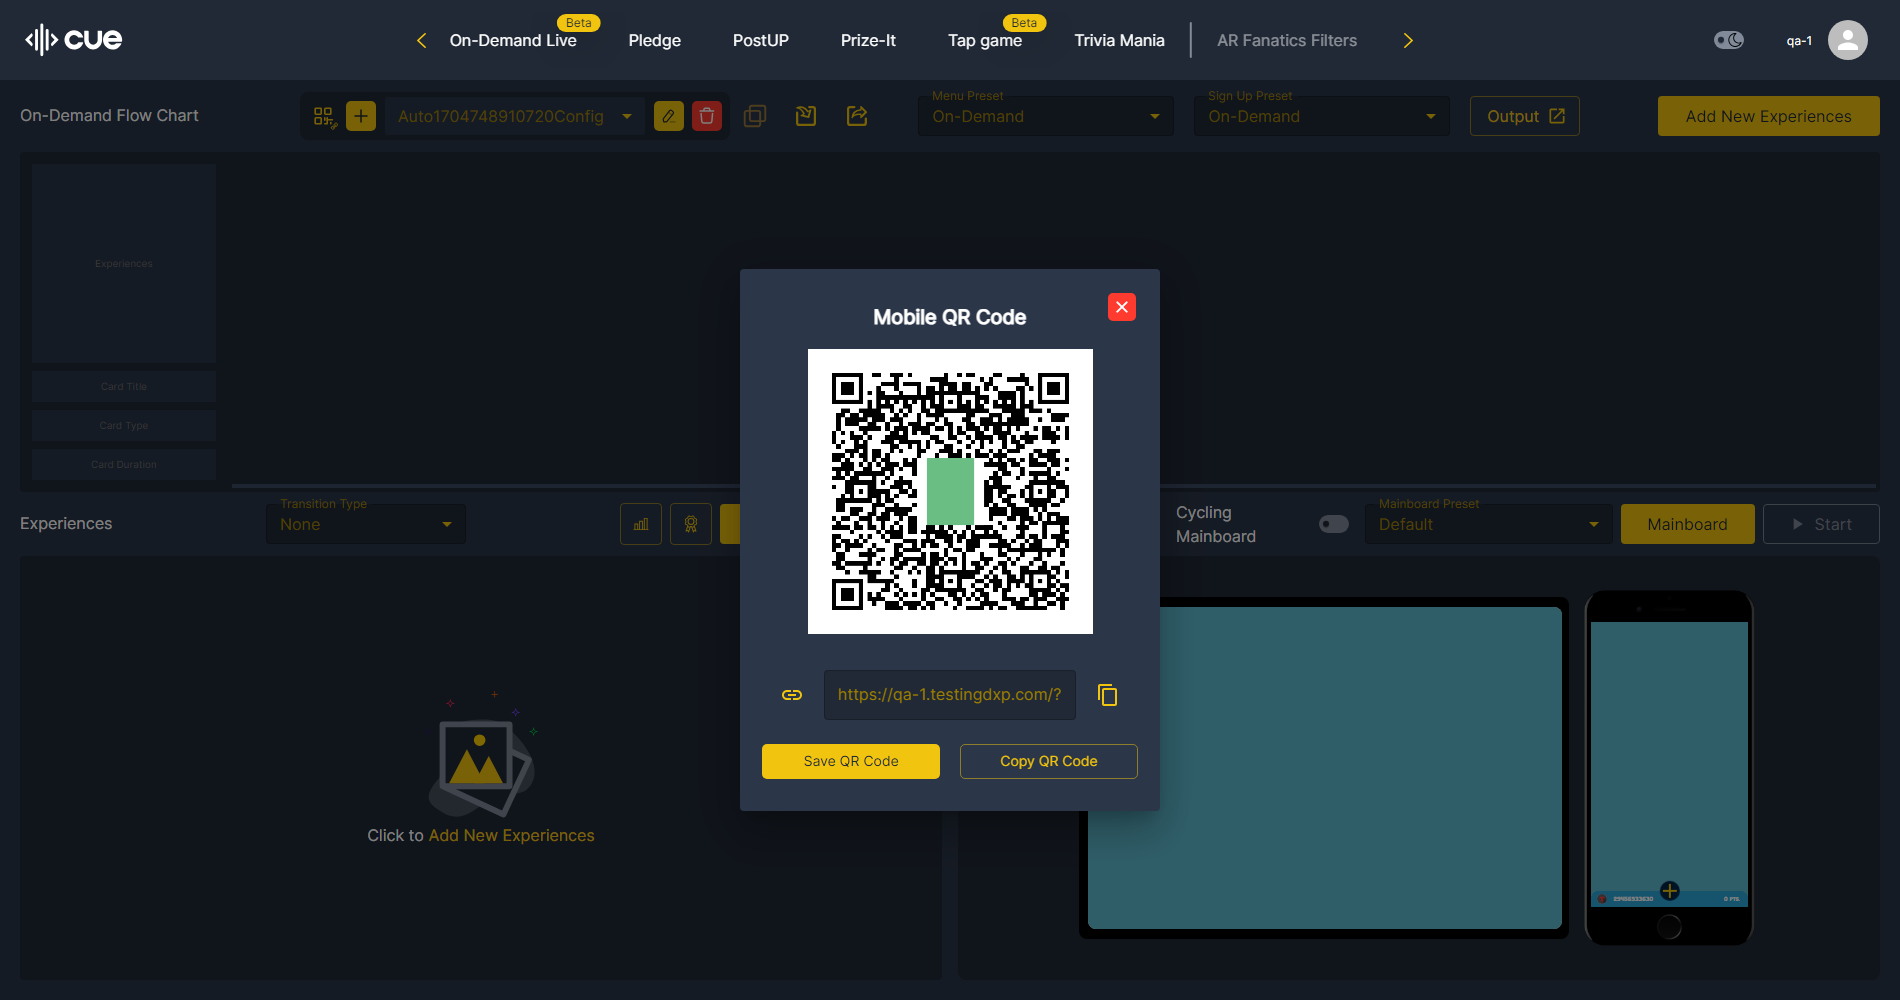 cue
On-Demand Live
Beta
Pledge
PostUP
Prize-It
Tap game
Beta
Trivia Mania
AR Fanatics Filters
qa-1
On-Demand Flow Chart
Auto1704748910720Config
Menu Preset
On-Demand
Sign Up Preset
On-Demand
Output
Add New Experiences
Experiences
Card Title
Card Type
Card Duration
Mobile QR Code
https://qa-1.testingdxp.com/?
Save QR Code
Copy QR Code
Experiences
Transition Type
None
Cycling
Mainboard
Mainboard Preset
Default
Mainboard
Start
Click to Add New Experiences
0 PTS